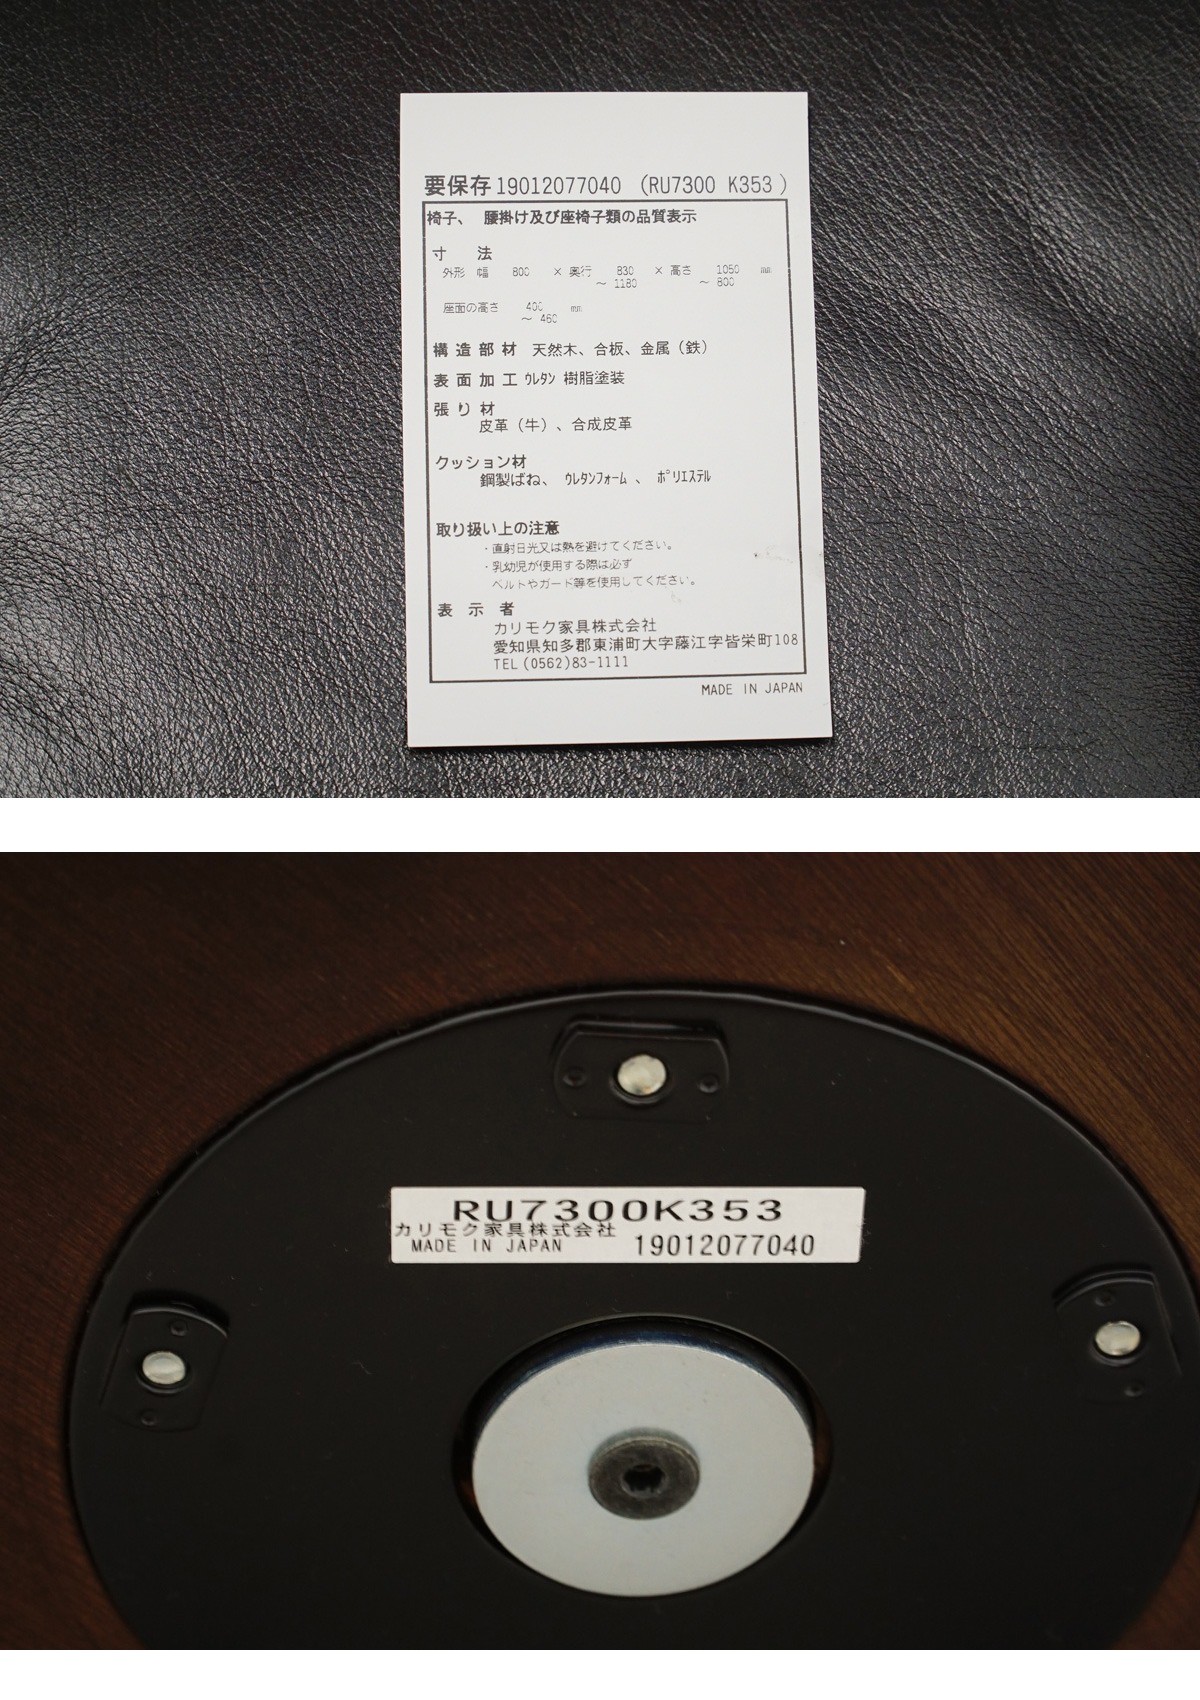 要保存 19012077040 (RU7300 K353 )
椅子、 腰掛け及び座椅子類の品質表示
寸 法
外形 幅 800 × 奥行 830 × 高さ 1050 mm
～ 1180 ～ 800
座面の高さ 400 mm
～ 460
構造部材 天然木、合板、金属（鉄）
表面加工 ｳﾚﾀﾝ 樹脂塗装
張り材
皮革（牛）、合成皮革
クッション材
鋼製ばね、 ｳﾚﾀﾝﾌｫｰﾑ 、 ﾎﾟﾘｴｽﾃﾙ
取り扱い上の注意
・直射日光又は熱を避けてください。
・乳幼児が使用する際は必ず
ベルトやガード等を使用してください。
表 示 者
カリモク家具株式会社
愛知県知多郡東浦町大字藤江字皆栄町108
TEL(0562)83-1111
MADE IN JAPAN
RU7300K353
カリモク家具株式会社
MADE IN JAPAN 19012077040